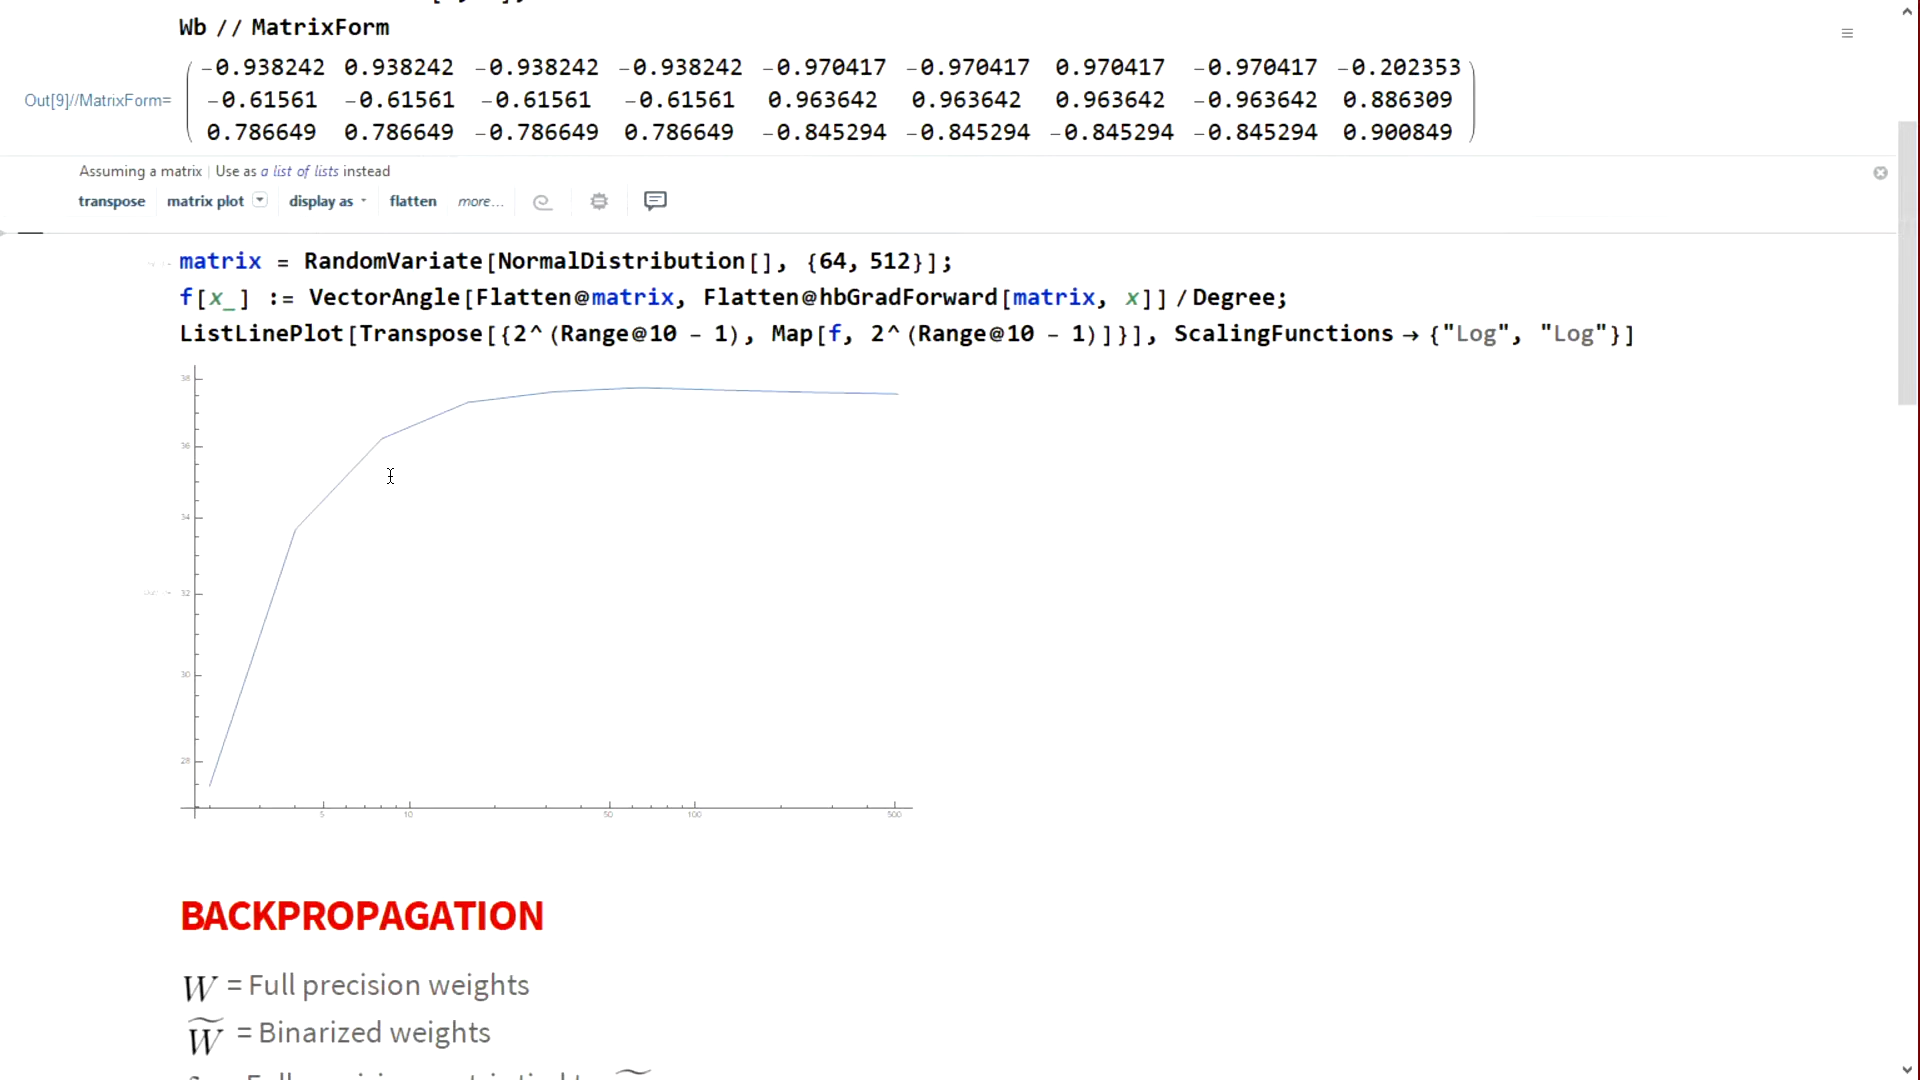 Wb // MatrixForm
Out[9]//MatrixForm=
-0.938242 0.938242 -0.938242 -0.938242 -0.970417 -0.970417 0.970417 -0.970417 -0.202353
-0.61561 -0.61561 -0.61561 -0.61561 0.963642 0.963642 0.963642 -0.963642 0.886309
0.786649 0.786649 -0.786649 0.786649 -0.845294 -0.845294 -0.845294 -0.845294 0.900849
Assuming a matrix | Use as a list of lists instead
transpose matrix plot display as flatten more...
matrix = RandomVariate[NormalDistribution[], {64, 512}];
f[x_] := VectorAngle[Flatten@matrix, Flatten@hbGradForward[matrix, x]] / Degree;
ListLinePlot[Transpose[{2^(Range@10 - 1), Map[f, 2^(Range@10 - 1)]}], ScalingFunctions → {"Log", "Log"}]
38
36
34
32
30
28
5 10 50 100 500
BACKPROPAGATION
W = Full precision weights
W̃ = Binarized weights